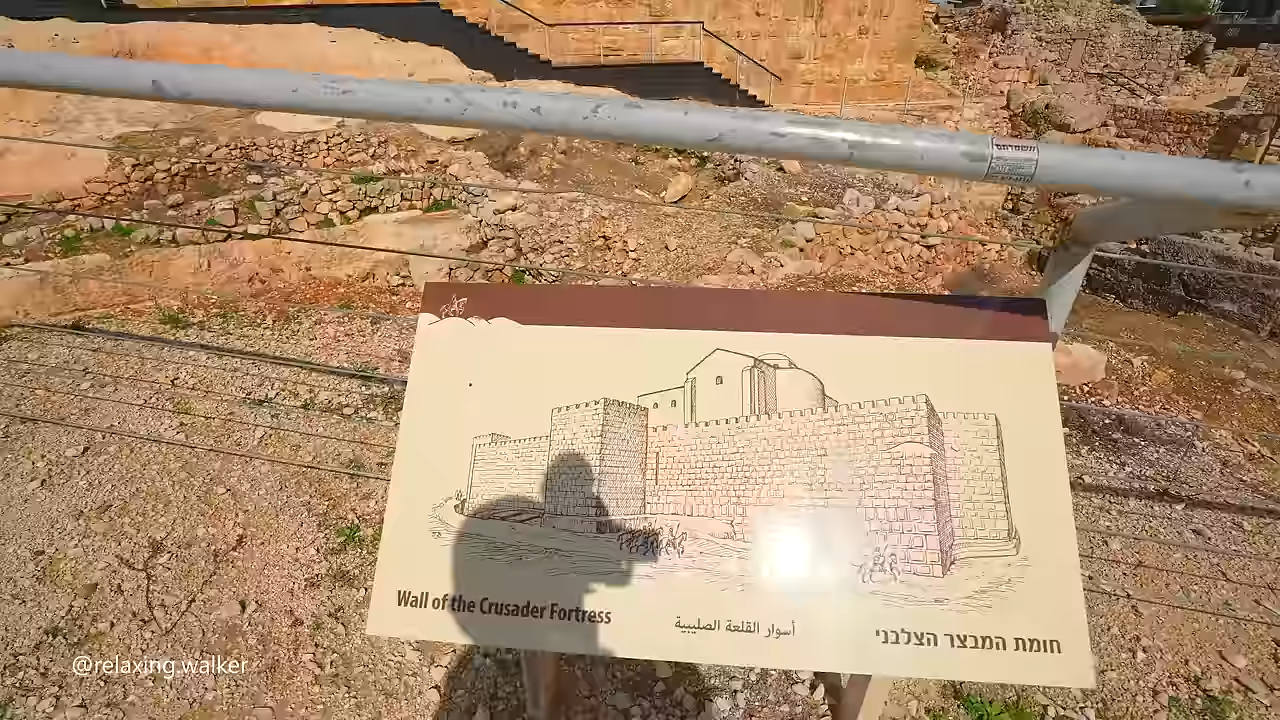 Wall of the Crusader Fortress
أسوار القلعة الصليبية
חומת המבצר הצלבני
@relaxing.walker